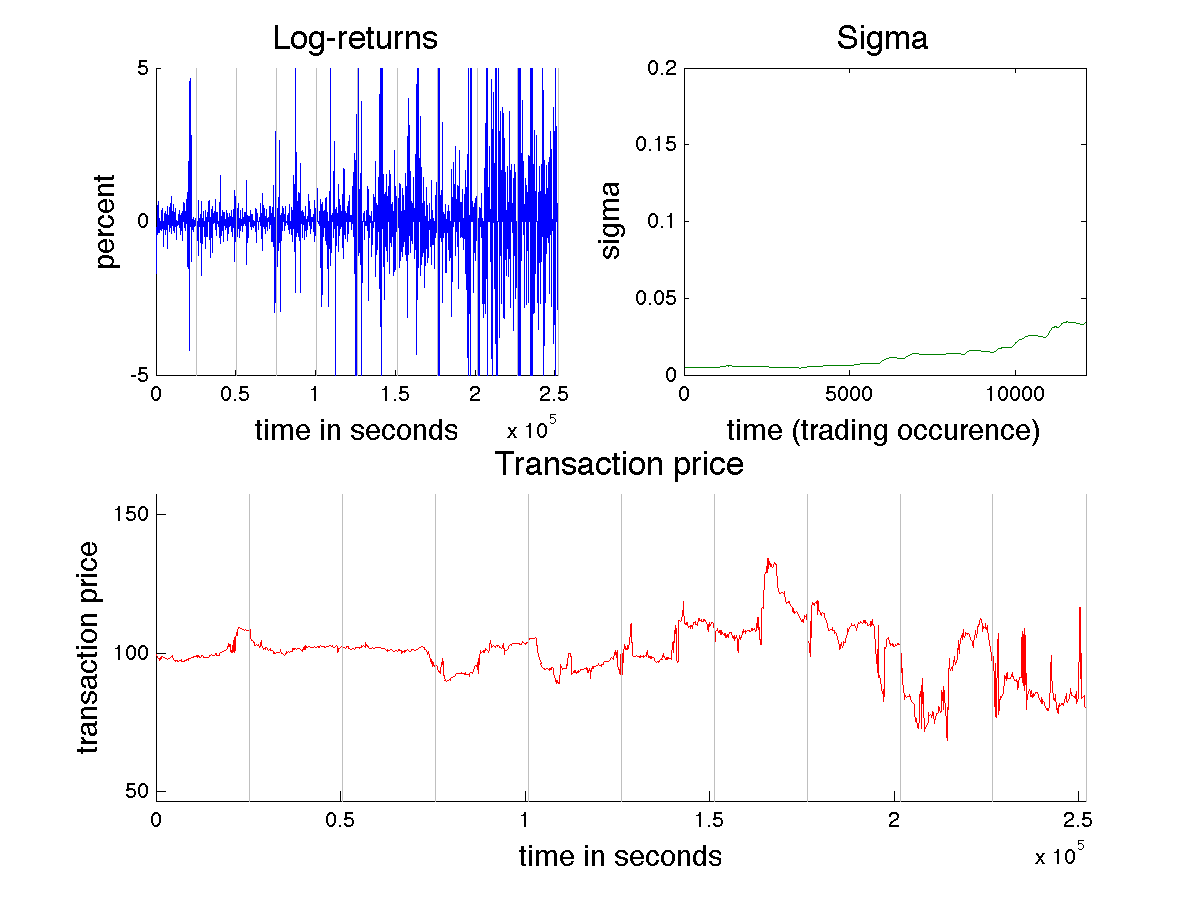 Log-returns
5
0
-5
percent
0
0.5
1
1.5
2
2.5
x 10^5
time in seconds
Sigma
0.2
0.15
0.1
0.05
0
sigma
0
5000
10000
time (trading occurence)
Transaction price
150
100
50
transaction price
0
0.5
1
1.5
2
2.5
x 10^5
time in seconds